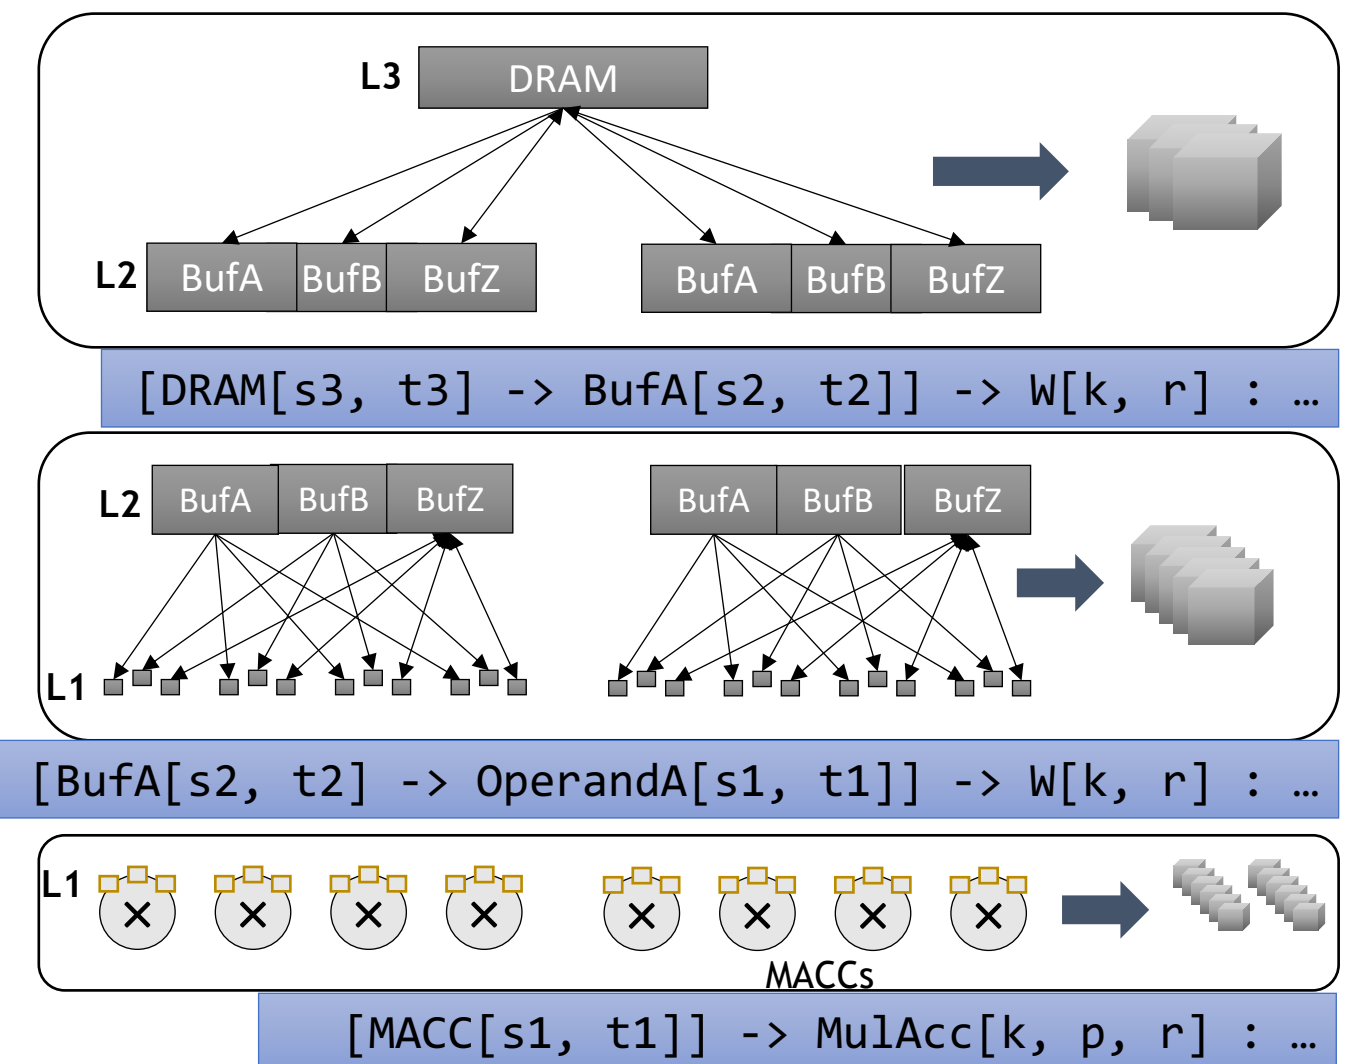 L3 DRAM
L2 BufA BufB BufZ BufA BufB BufZ
[DRAM[s3, t3] -> BufA[s2, t2]] -> W[k, r] : …
L2 BufA BufB BufZ BufA BufB BufZ
L1
[BufA[s2, t2] -> OperandA[s1, t1]] -> W[k, r] : …
L1
MACCs
[MACC[s1, t1]] -> MulAcc[k, p, r] : …